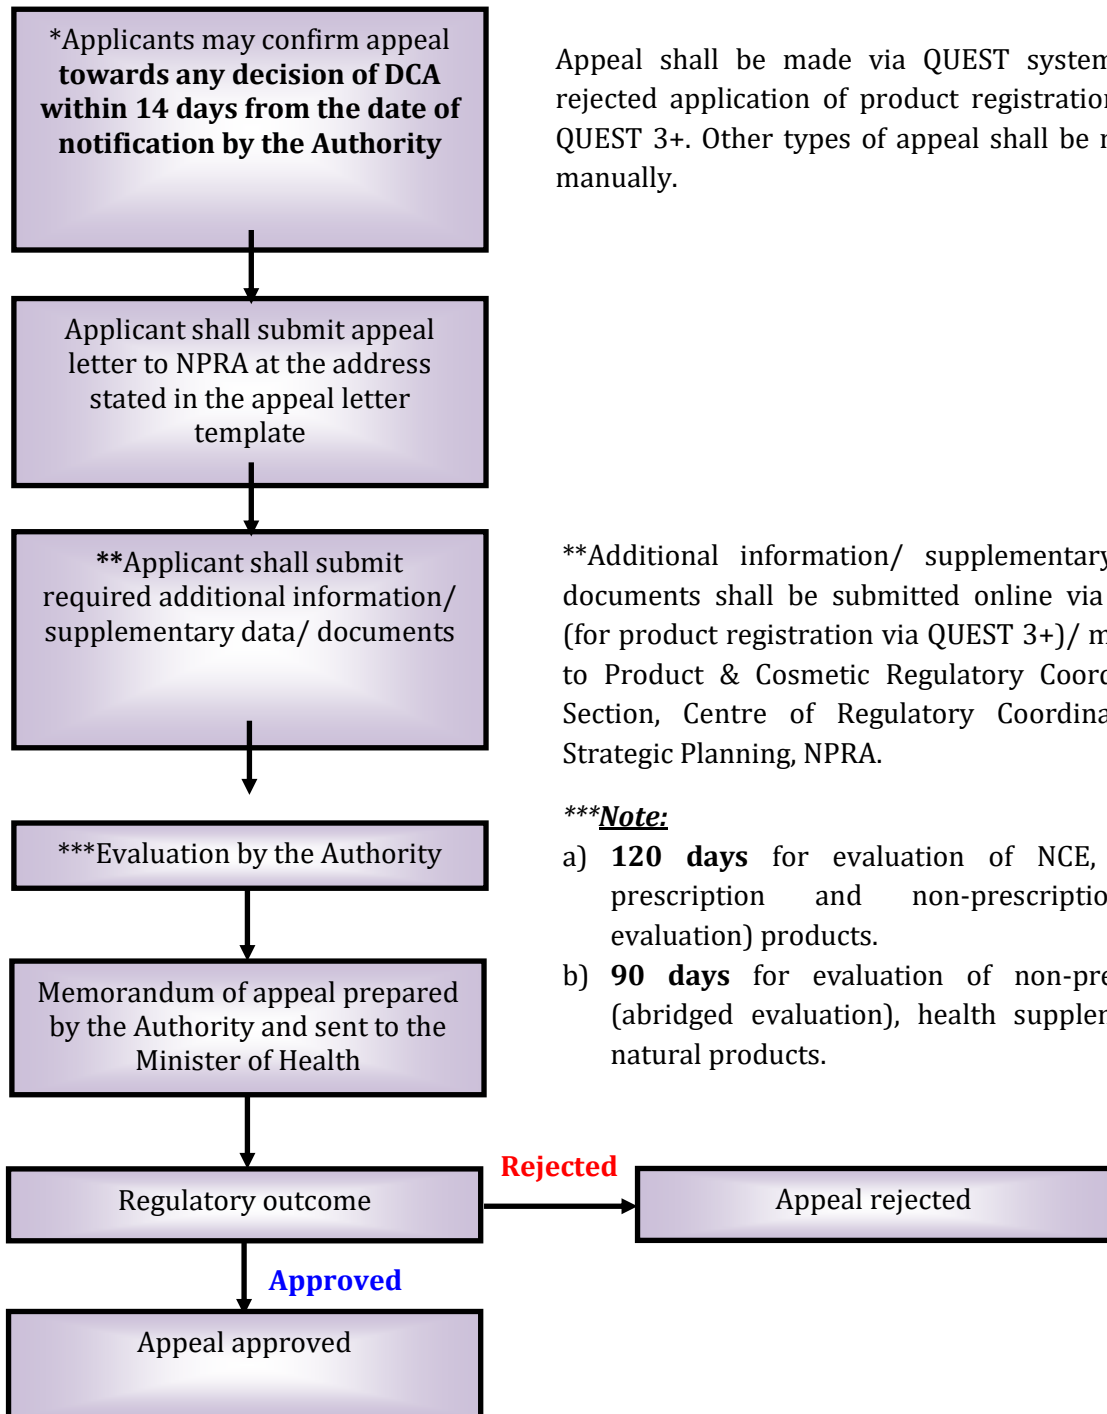 *Applicants may confirm appeal
towards any decision of DCA
within 14 days from the date of
notification by the Authority
Appeal shall be made via QUEST system
rejected application of product registration
QUEST 3+. Other types of appeal shall be
manually.
Applicant shall submit appeal
letter to NPRA at the address
stated in the appeal letter
template
**Applicant shall submit
required additional information/
supplementary data/ documents
**Additional information/ supplementary
documents shall be submitted online via
(for product registration via QUEST 3+)/
to Product & Cosmetic Regulatory
Section, Centre of Regulatory
Strategic Planning, NPRA.
***Note:
a) 120 days for evaluation of NCE,
prescription and
evaluation) products.
b) 90 days for evaluation of
(abridged evaluation), health
natural products.
***Evaluation by the Authority
Memorandum of appeal prepared
by the Authority and sent to the
Minister of Health
Regulatory outcome
Rejected
Appeal rejected
Approved
Appeal approved